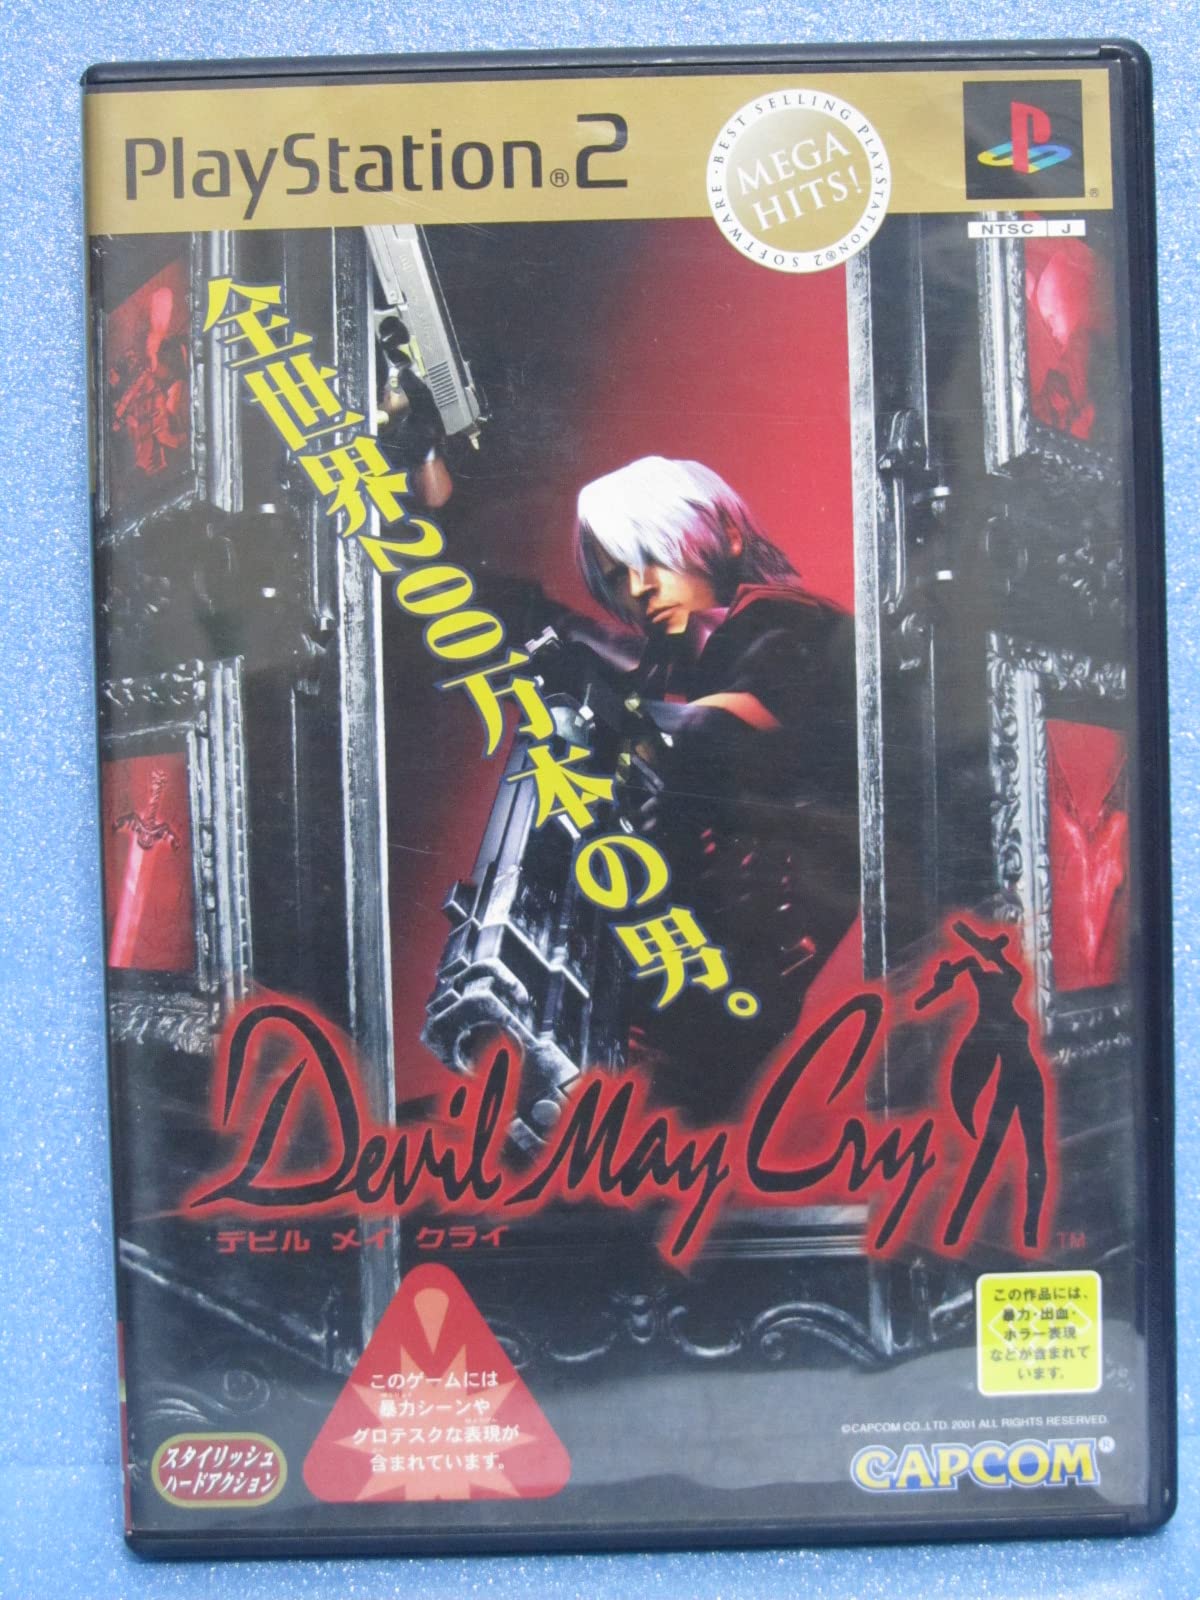 PlayStation®2
BEST SELLING PLAYSTATION®2 SOFTWARE
MEGA
HITS!
®
NTSC J
全世界200万本の男。
Devil May Cry
TM
デビル メイ クライ
このゲームには
暴力シーンや
グロテスクな表現が
含まれています。
この作品には、
暴力・出血・
ホラー表現
などが含まれて
います。
©CAPCOM CO.,LTD. 2001 ALL RIGHTS RESERVED.
スタイリッシュ
ハードアクション
CAPCOM®